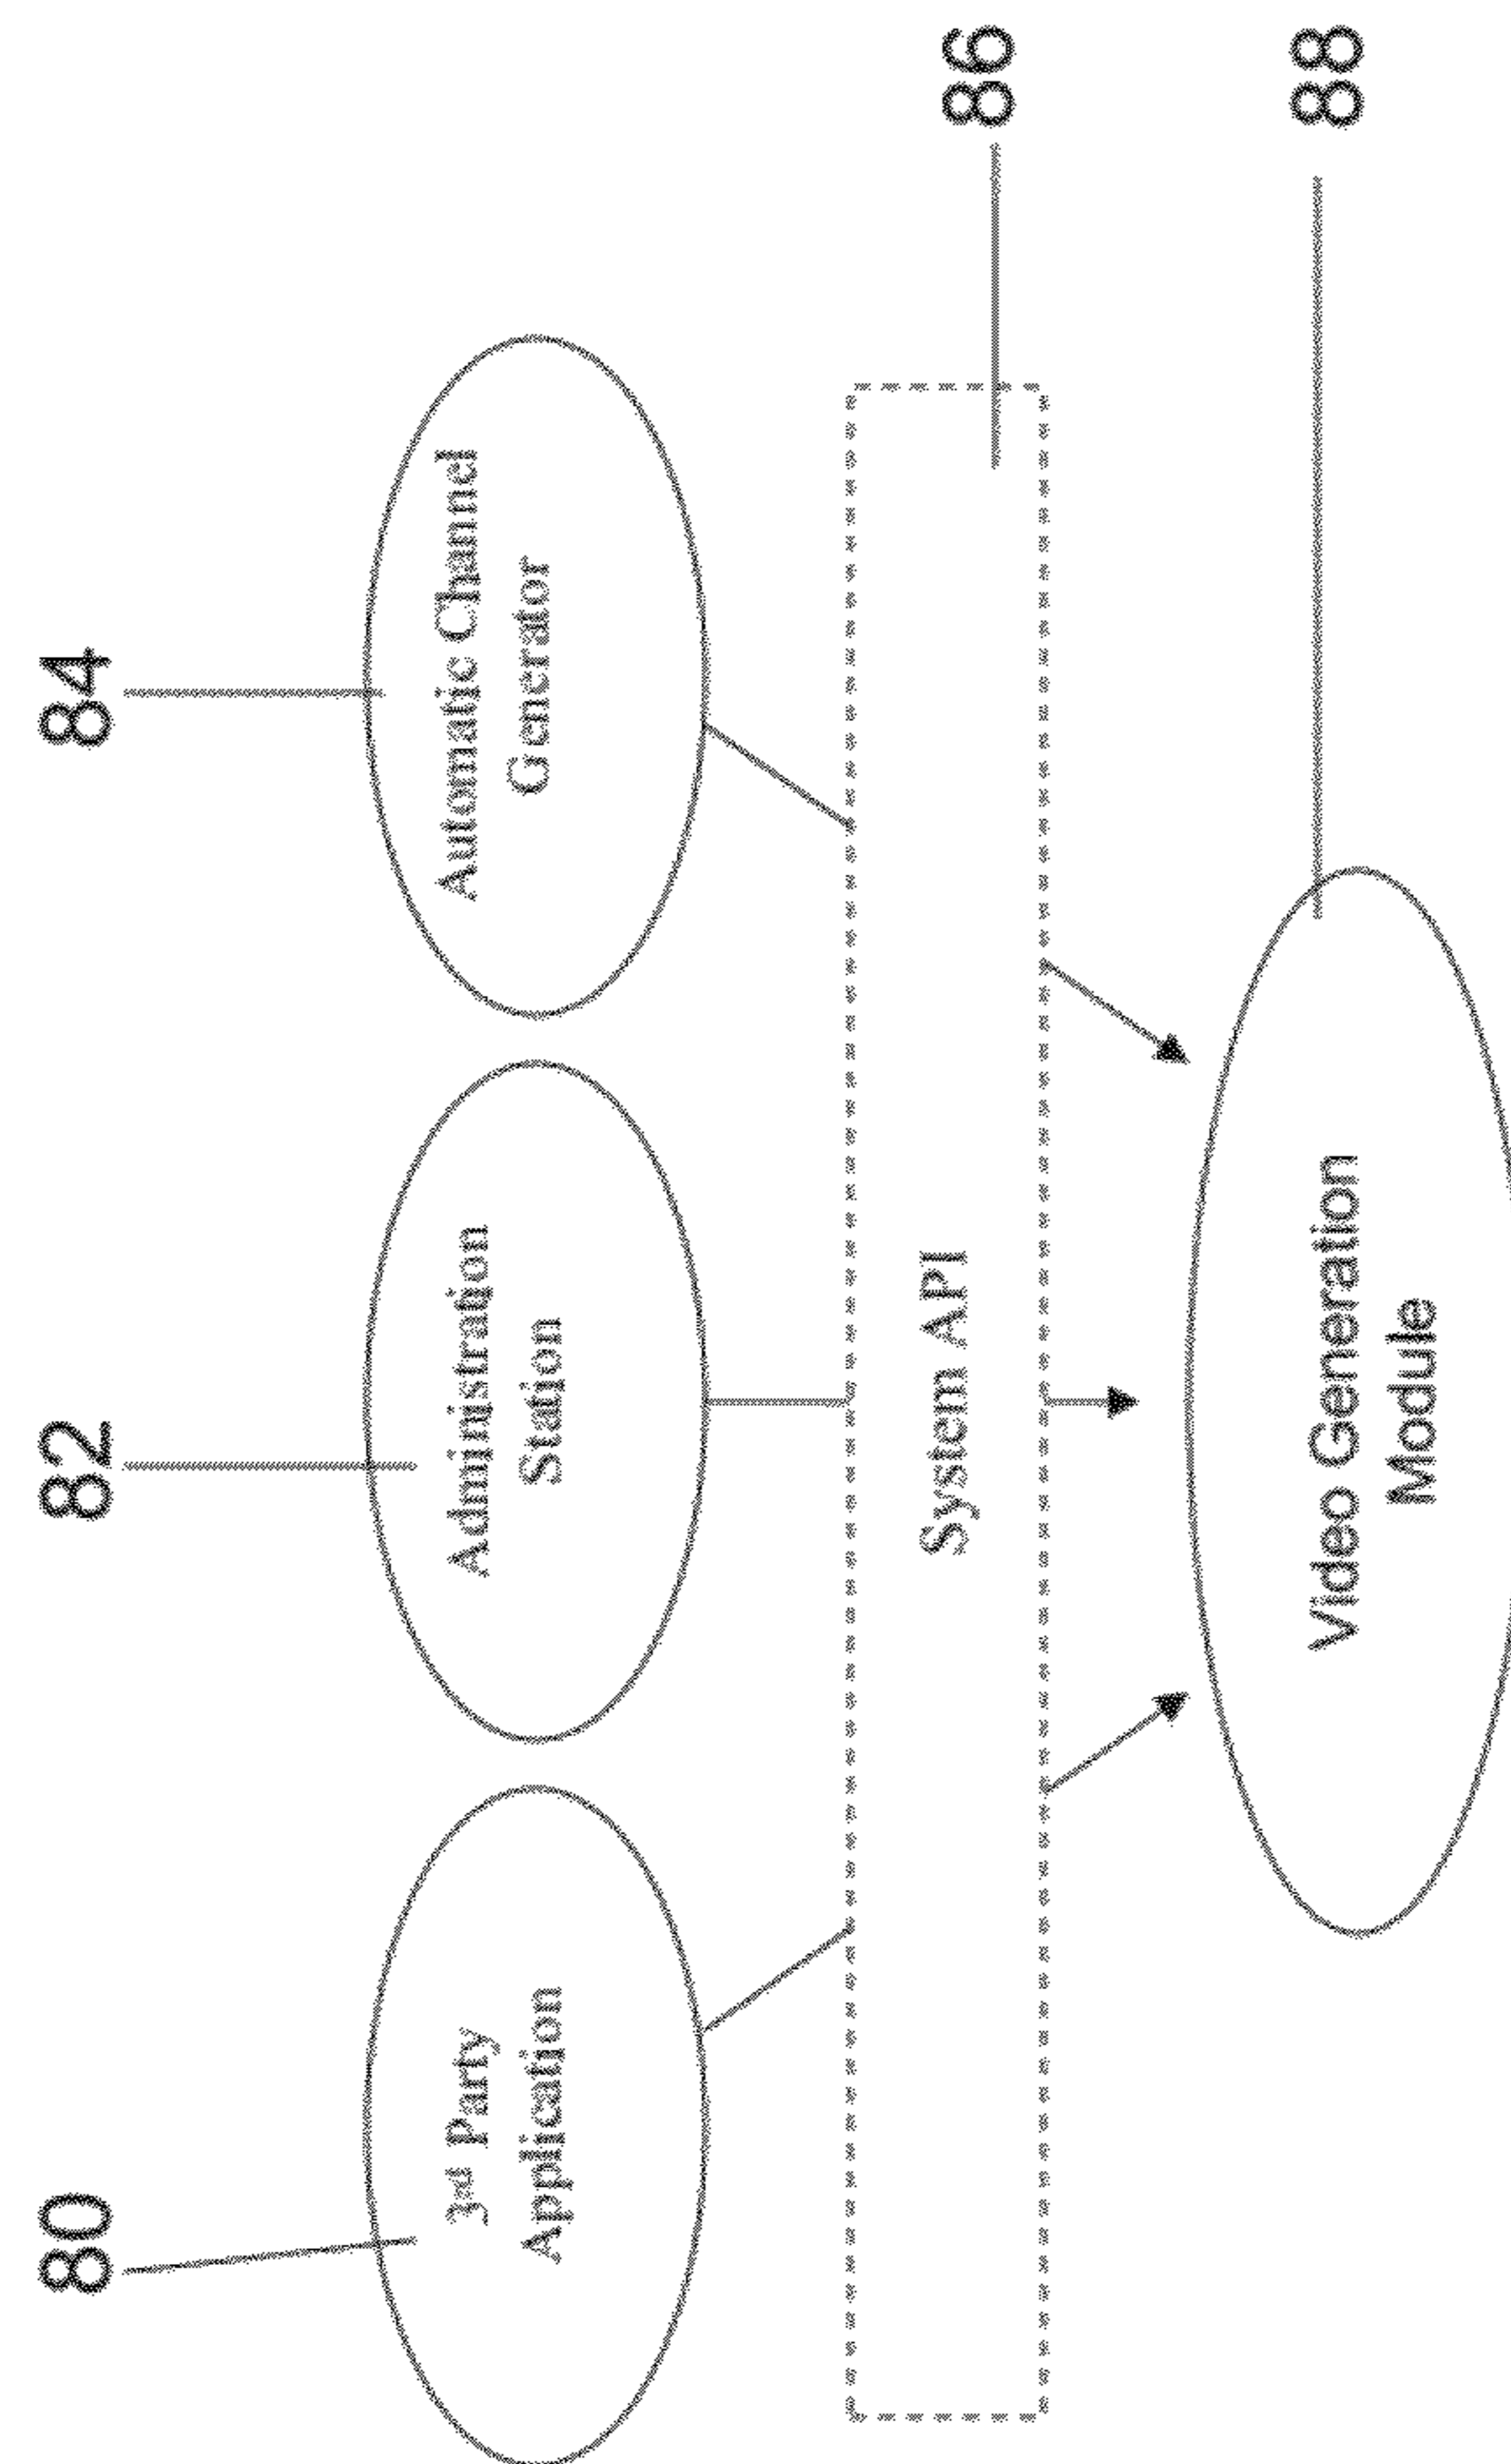 80
82
84
3rd Party
Application
Administration
Station
Automatic Channel
Generator
86
System API
88
Video Generation
Module